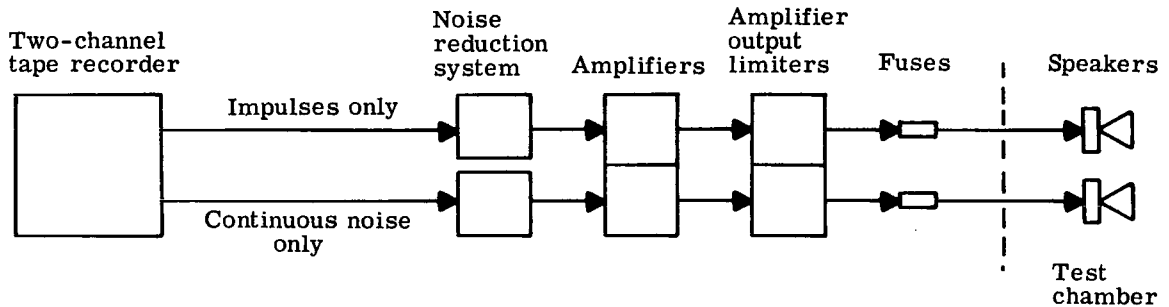 Two-channel
tape recorder
Noise
reduction
system
Amplifiers
Amplifier
output
limiters
Fuses
Speakers
Impulses only
Continuous noise
only
Test
chamber